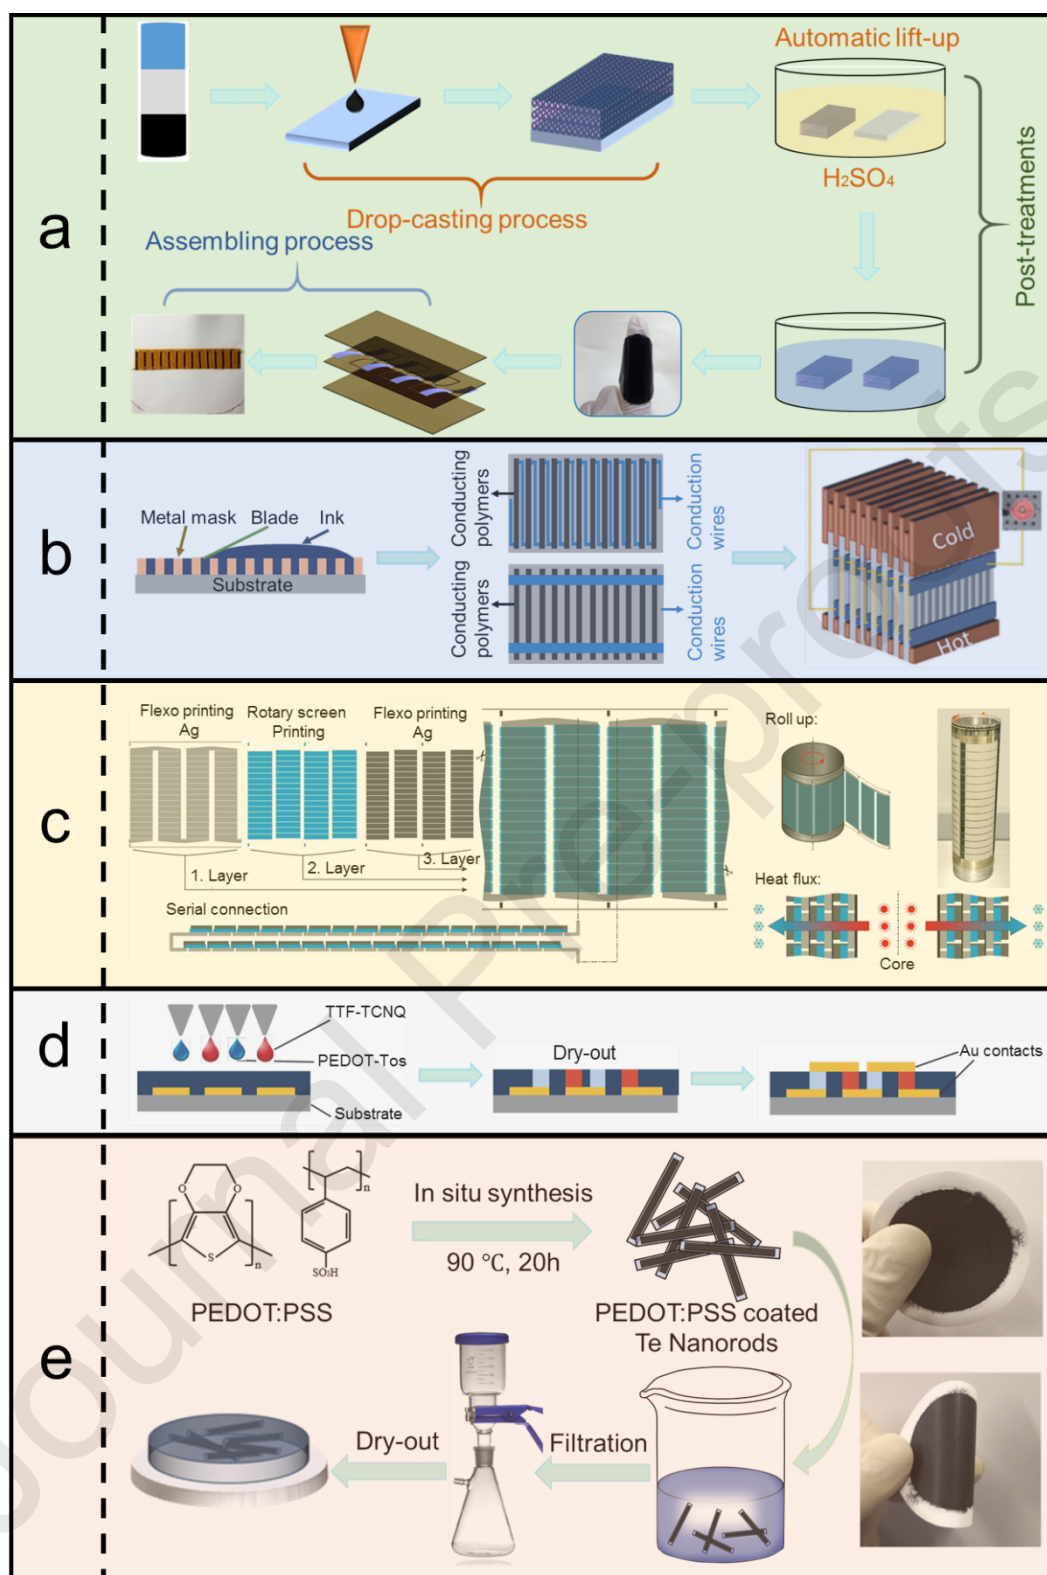 a
Automatic lift-up
H₂SO₄
Drop-casting process
Post-treatments
Assembling process
b
Metal mask
Blade
Ink
Substrate
Conducting
polymers
Conduction
wires
Conducting
polymers
Conduction
wires
Cold
Hot
c
Flexo printing
Ag
Rotary screen
Printing
Flexo printing
Ag
1. Layer
2. Layer
3. Layer
Serial connection
Roll up:
Heat flux:
Core
d
TTF-TCNQ
PEDOT-Tos
Substrate
Dry-out
Au contacts
e
O
O
S
n
n
SO₃H
PEDOT:PSS
In situ synthesis
90 °C, 20h
PEDOT:PSS coated
Te Nanorods
Filtration
Dry-out
Journal Pre-proofs